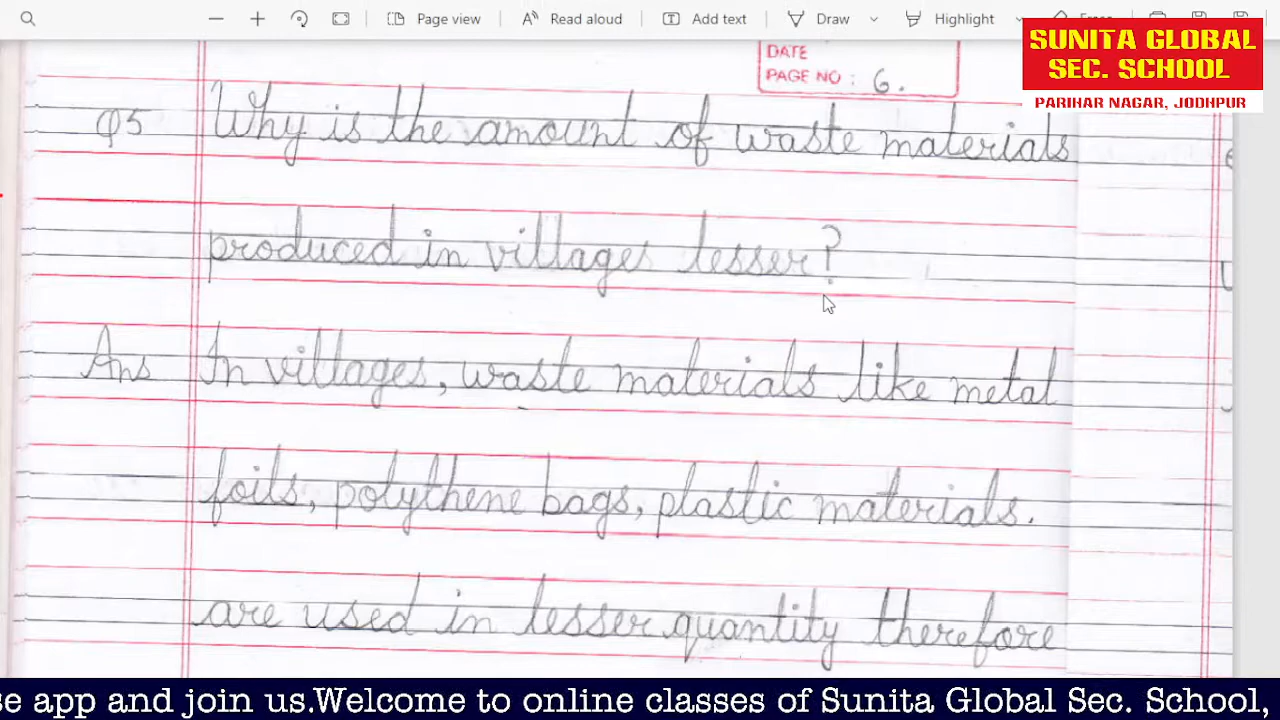 Page view
Read aloud
Add text
Draw
Highlight
Erase
SUNITA GLOBAL
SEC. SCHOOL
PARIHAR NAGAR, JODHPUR
DATE
PAGE NO : 6.
Q5 Why is the amount of waste materials
produced in villages lesser?
Ans In villages, waste materials like metal
foils, polythene bags, plastic materials.
are used in lesser quantity therefore
se app and join us.Welcome to online classes of Sunita Global Sec. School,